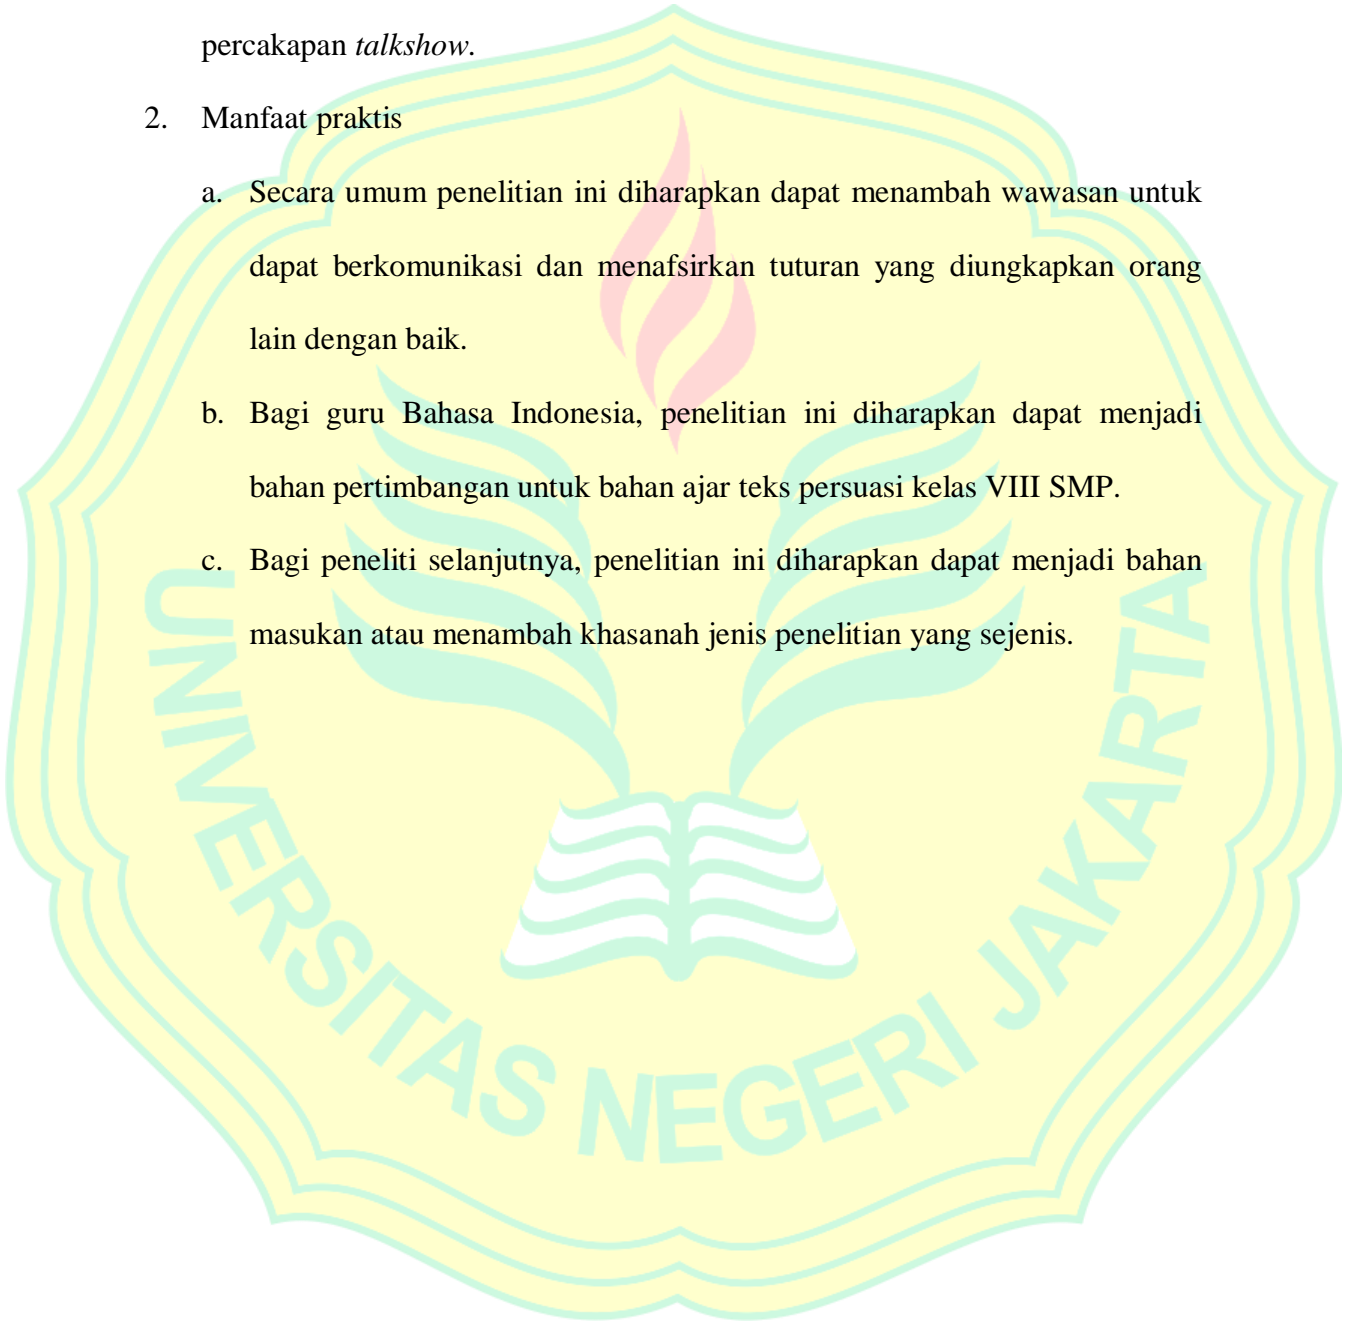 percakapan talkshow.
2. Manfaat praktis
a. Secara umum penelitian ini diharapkan dapat menambah wawasan untuk
dapat berkomunikasi dan menafsirkan tuturan yang diungkapkan orang
lain dengan baik.
b. Bagi guru Bahasa Indonesia, penelitian ini diharapkan dapat menjadi
bahan pertimbangan untuk bahan ajar teks persuasi kelas VIII SMP.
c. Bagi peneliti selanjutnya, penelitian ini diharapkan dapat menjadi bahan
masukan atau menambah khasanah jenis penelitian yang sejenis.
UNIVERSITAS NEGERI JAKARTA